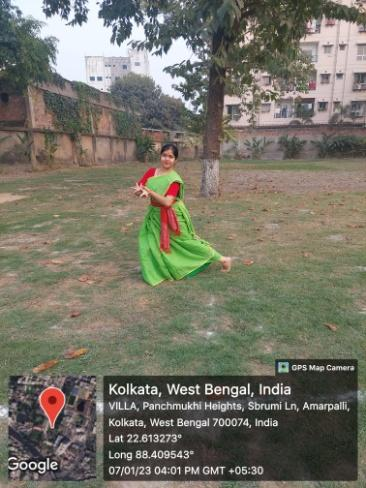 GPS Map Camera
Kolkata, West Bengal, India
VILLA, Panchmukhi Heights, Sbrumi Ln, Amarpalli,
Kolkata, West Bengal 700074, India
Lat 22.613273°
Long 88.409543°
07/01/23 04:01 PM GMT +05:30
Google